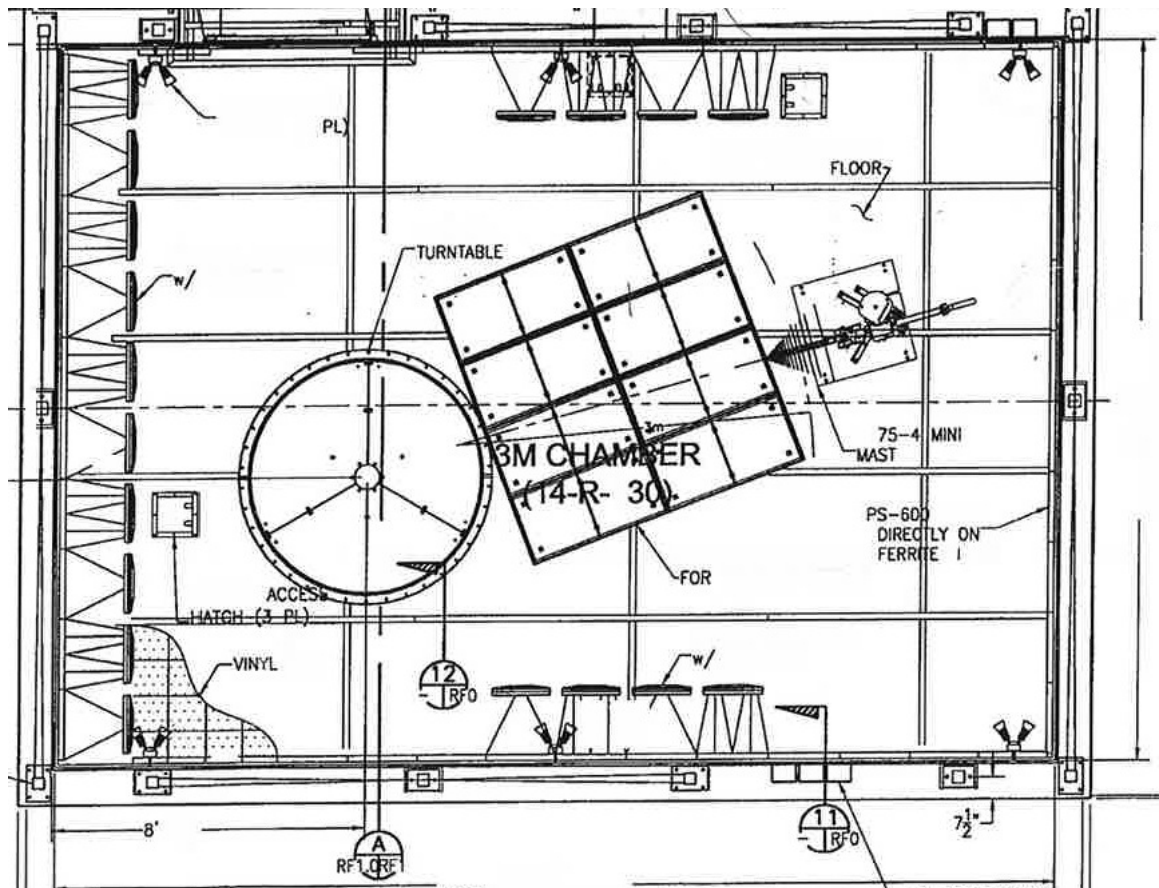 PL)
FLOOR
TURNTABLE
w/
3m
3M CHAMBER
(14-R- 30)
75-4 MINI
MAST
PS-600
DIRECTLY ON
FERRITE
FOR
ACCESS
HATCH-(3 PL)
VINYL
w/
12
- RF0
11
- RF0
8'
A
RF1.0RF1
7½"